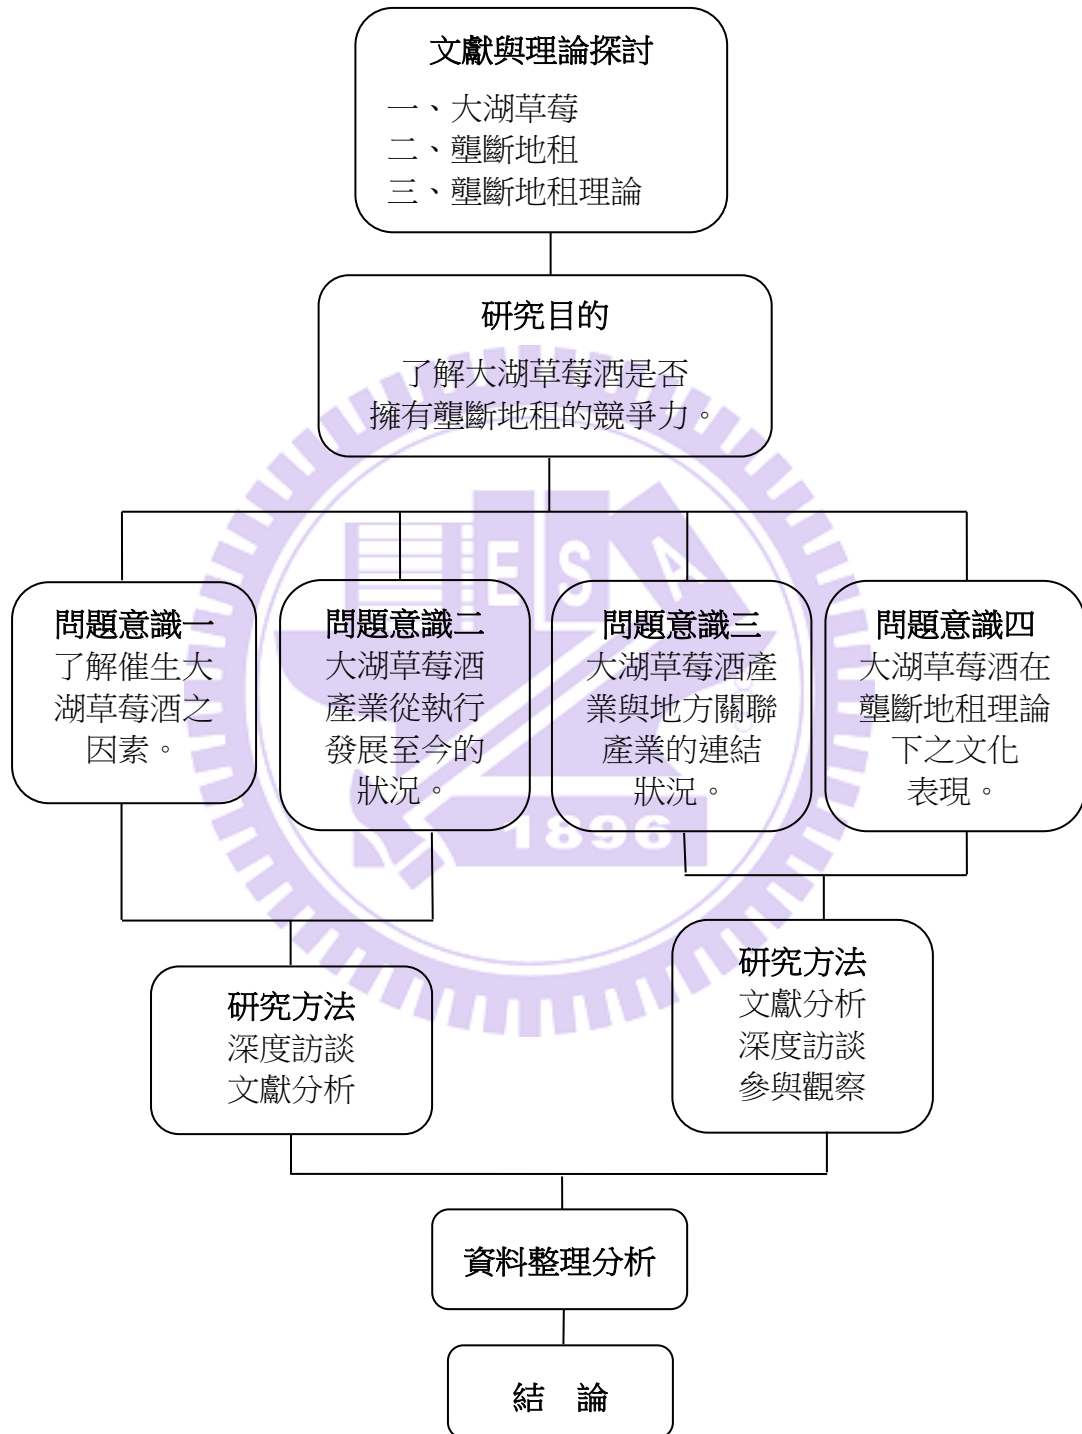 文獻與理論探討
一、大湖草莓
二、壟斷地租
三、壟斷地租理論
研究目的
了解大湖草莓酒是否
擁有壟斷地租的競爭力。
問題意識一
了解催生大
湖草莓酒之
因素。
問題意識二
大湖草莓酒
產業從執行
發展至今的
狀況。
問題意識三
大湖草莓酒產
業與地方關聯
產業的連結
狀況。
問題意識四
大湖草莓酒在
壟斷地租理論
下之文化
表現。
研究方法
深度訪談
文獻分析
研究方法
文獻分析
深度訪談
參與觀察
資料整理分析
結　論
E S A
1896